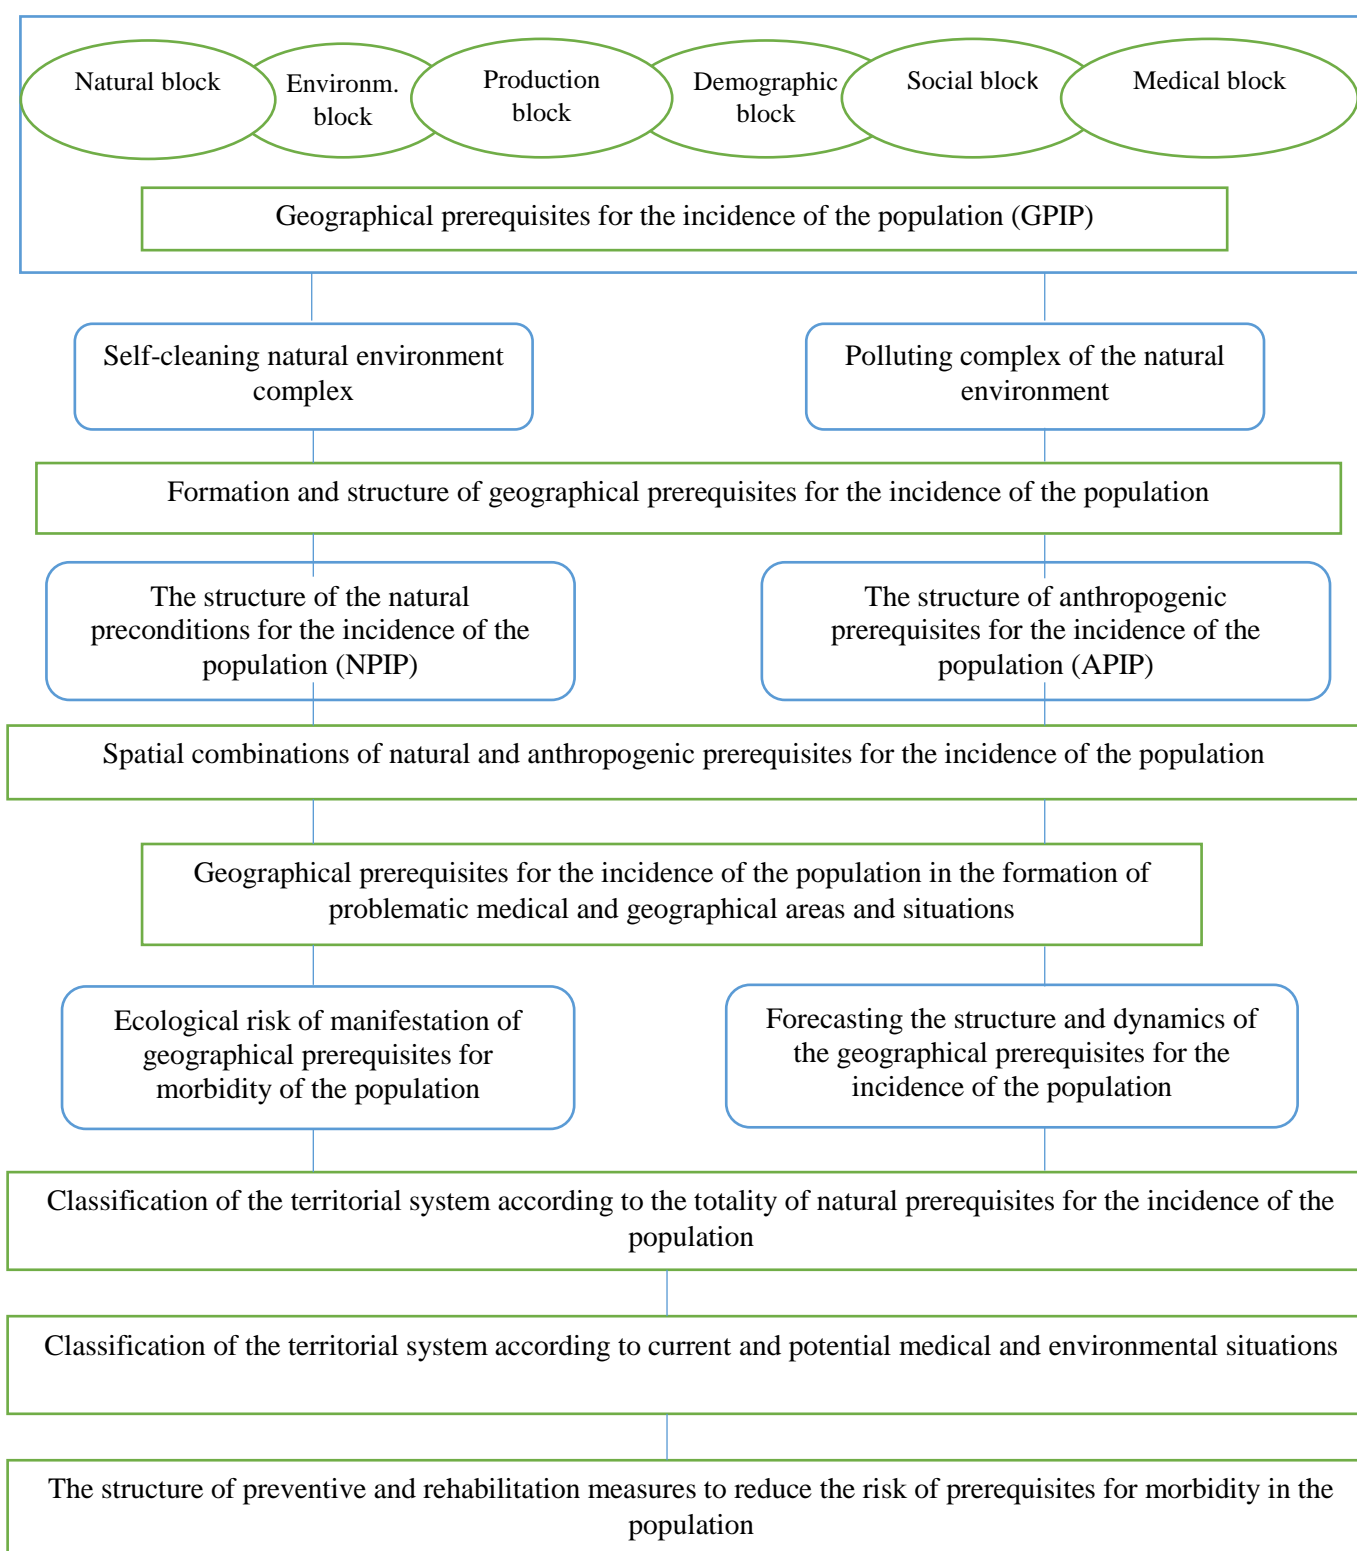 Natural block
Environm.
block
Production
block
Demographic
block
Social block
Medical block
Geographical prerequisites for the incidence of the population (GPIP)
Self-cleaning natural environment
complex
Polluting complex of the natural
environment
Formation and structure of geographical prerequisites for the incidence of the population
The structure of the natural
preconditions for the incidence of the
population (NPIP)
The structure of anthropogenic
prerequisites for the incidence of the
population (APIP)
Spatial combinations of natural and anthropogenic prerequisites for the incidence of the population
Geographical prerequisites for the incidence of the population in the formation of
problematic medical and geographical areas and situations
Ecological risk of manifestation of
geographical prerequisites for
morbidity of the population
Forecasting the structure and dynamics of
the geographical prerequisites for the
incidence of the population
Classification of the territorial system according to the totality of natural prerequisites for the incidence of the
population
Classification of the territorial system according to current and potential medical and environmental situations
The structure of preventive and rehabilitation measures to reduce the risk of prerequisites for morbidity in the
population